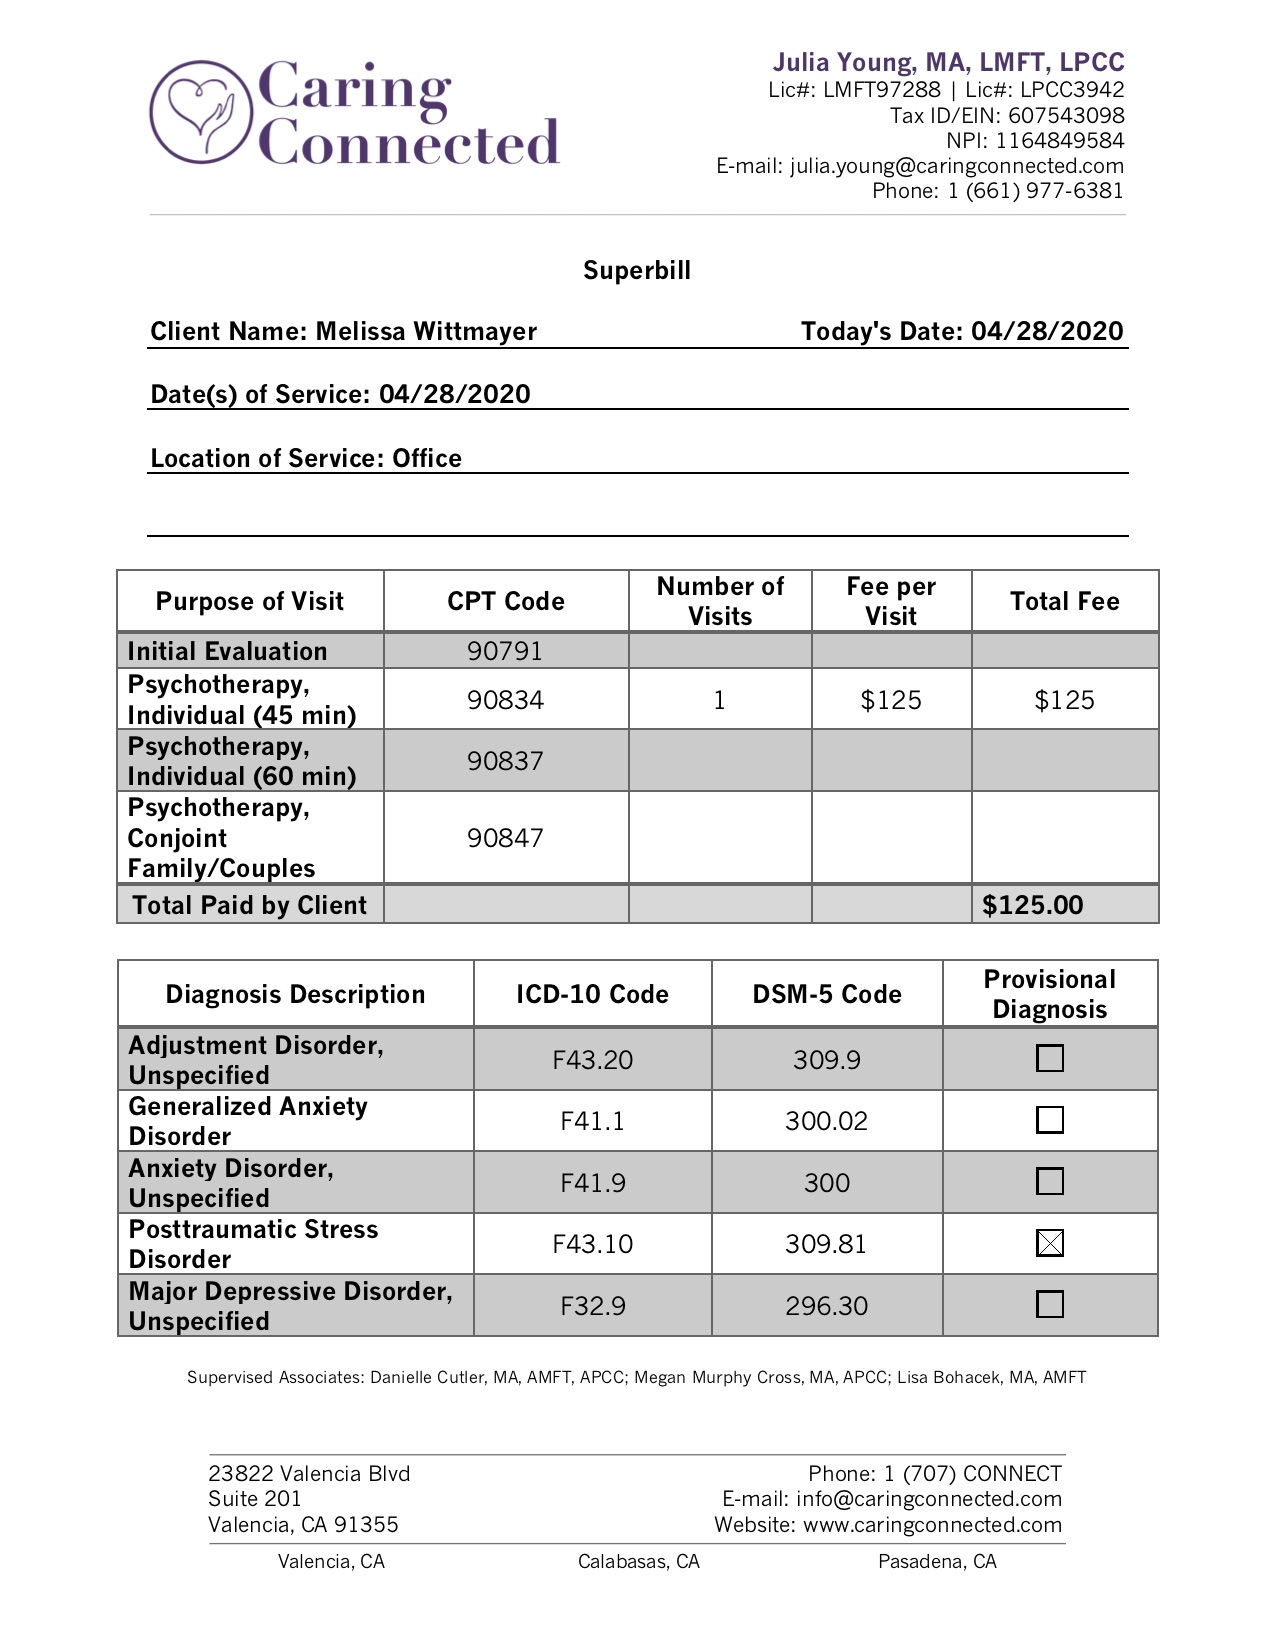 Caring
Connected
Julia Young, MA, LMFT, LPCC
Lic#: LMFT97288 | Lic#: LPCC3942
Tax ID/EIN: 607543098
NPI: 1164849584
E-mail: julia.young@caringconnected.com
Phone: 1 (661) 977-6381
Superbill
Client Name: Melissa Wittmayer Today's Date: 04/28/2020
Date(s) of Service: 04/28/2020
Location of Service: Office
Purpose of Visit CPT Code Number of Visits Fee per Visit Total Fee
Initial Evaluation 90791
Psychotherapy, Individual (45 min) 90834 1 $125 $125
Psychotherapy, Individual (60 min) 90837
Psychotherapy, Conjoint Family/Couples 90847
Total Paid by Client $125.00
Diagnosis Description ICD-10 Code DSM-5 Code Provisional Diagnosis
Adjustment Disorder, Unspecified F43.20 309.9
Generalized Anxiety Disorder F41.1 300.02
Anxiety Disorder, Unspecified F41.9 300
Posttraumatic Stress Disorder F43.10 309.81 ☒
Major Depressive Disorder, Unspecified F32.9 296.30
Supervised Associates: Danielle Cutler, MA, AMFT, APCC; Megan Murphy Cross, MA, APCC; Lisa Bohacek, MA, AMFT
23822 Valencia Blvd Phone: 1 (707) CONNECT
Suite 201 E-mail: info@caringconnected.com
Valencia, CA 91355 Website: www.caringconnected.com
Valencia, CA Calabasas, CA Pasadena, CA